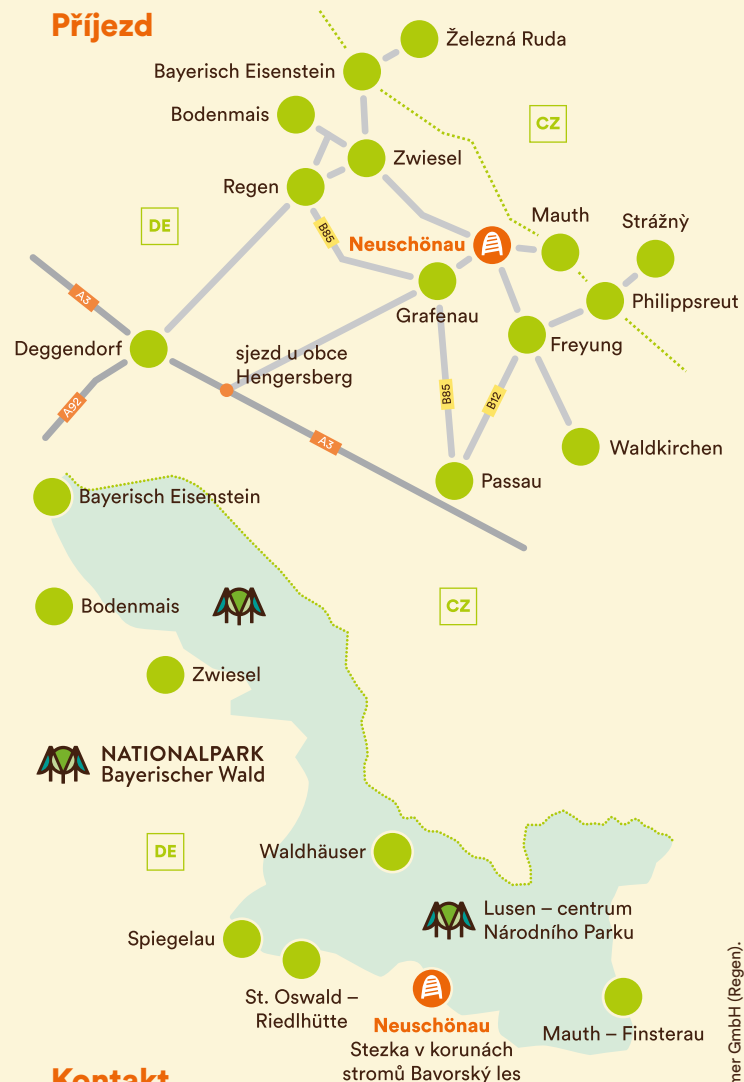 Příjezd
Železná Ruda
Bayerisch Eisenstein
Bodenmais
CZ
Zwiesel
Regen
DE
Mauth
Strážnỳ
B85
Neuschönau
A3
Philippsreut
Grafenau
Deggendorf
Freyung
sjezd u obce
Hengersberg
A92
B85
B12
A3
Waldkirchen
Passau
Bayerisch Eisenstein
Bodenmais
CZ
Zwiesel
NATIONALPARK
Bayerischer Wald
DE
Waldhäuser
Lusen – centrum
Národního Parku
Spiegelau
St. Oswald –
Riedlhütte
Neuschönau
Stezka v korunách
stromů Bavorský les
Mauth – Finsterau
Kontakt
mer GmbH (Regen).